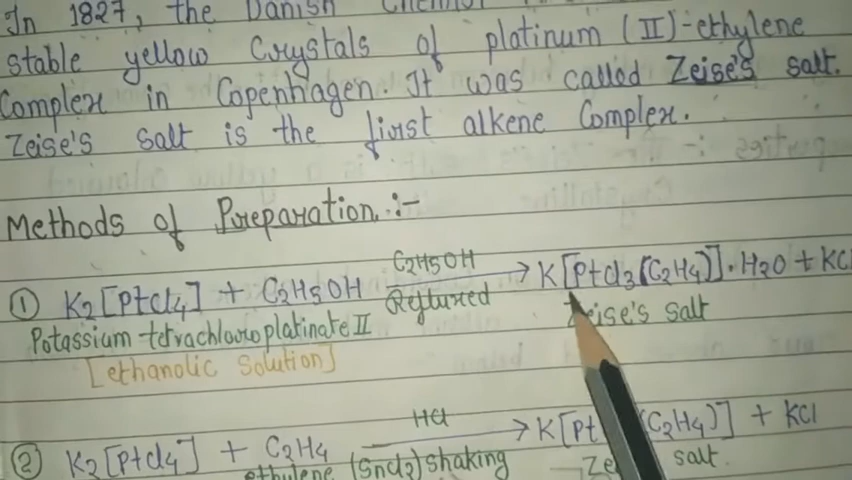 In 1827, the Danish Chemist
stable yellow Crystals of platinum (II)-ethylene
Complex in Copenhagen. It was called Zeise's salt.
Zeise's salt is the first alkene Complex.
Methods of Preparation :-
① K2[PtCl4] + C2H5OH C2H5OH Refluxed → K[PtCl3(C2H4)]·H2O + KCl
Potassium tetrachloroplatinate II Zeise's salt
[ethanolic solution]
② K2[PtCl4] + C2H4 HCl → K[Pt (C2H4)] + KCl
ethylene (SnCl2) shaking Ze salt.